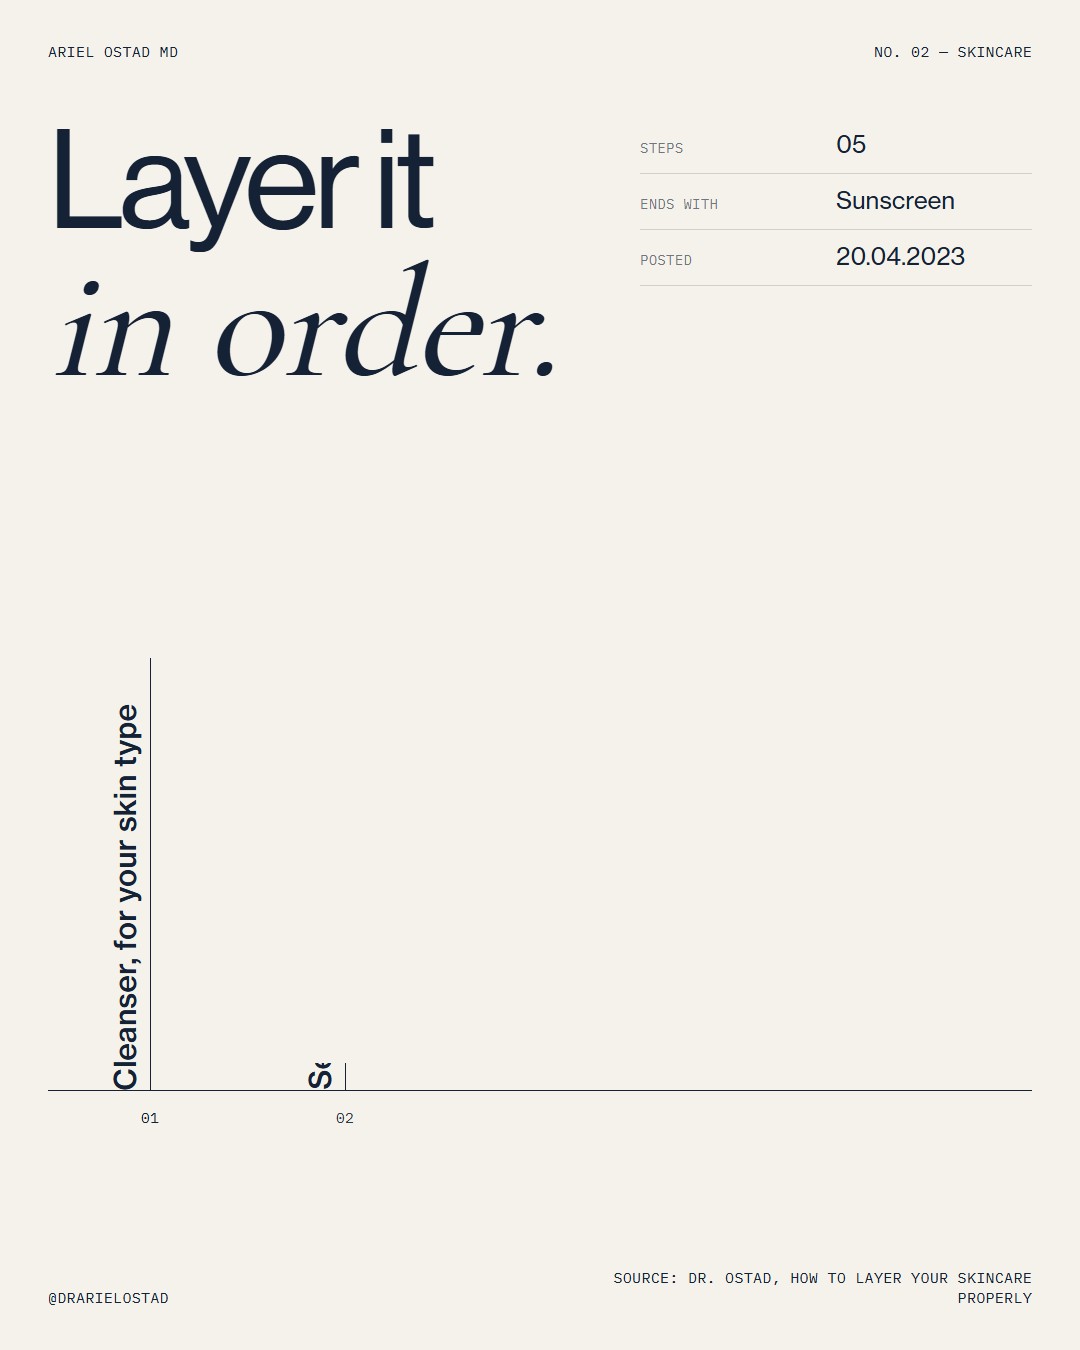 ARIEL OSTAD MD
NO. 02 — SKINCARE
Layer it
in order.
STEPS 05
ENDS WITH Sunscreen
POSTED 20.04.2023
Cleanser, for your skin type
01
02
@DRARIELOSTAD
SOURCE: DR. OSTAD, HOW TO LAYER YOUR SKINCARE
PROPERLY